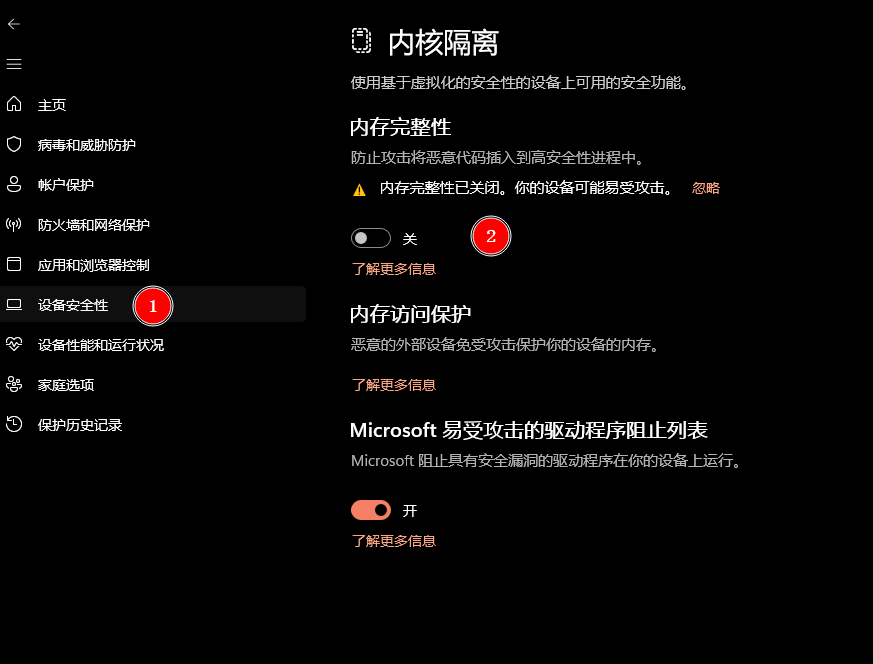 内核隔离
使用基于虚拟化的安全性的设备上可用的安全功能。
主页
病毒和威胁防护
帐户保护
防火墙和网络保护
应用和浏览器控制
设备安全性
1
设备性能和运行状况
家庭选项
保护历史记录
内存完整性
防止攻击将恶意代码插入到高安全性进程中。
内存完整性已关闭。你的设备可能易受攻击。 忽略
关
2
了解更多信息
内存访问保护
恶意的外部设备免受攻击保护你的设备的内存。
了解更多信息
Microsoft 易受攻击的驱动程序阻止列表
Microsoft 阻止具有安全漏洞的驱动程序在你的设备上运行。
开
了解更多信息